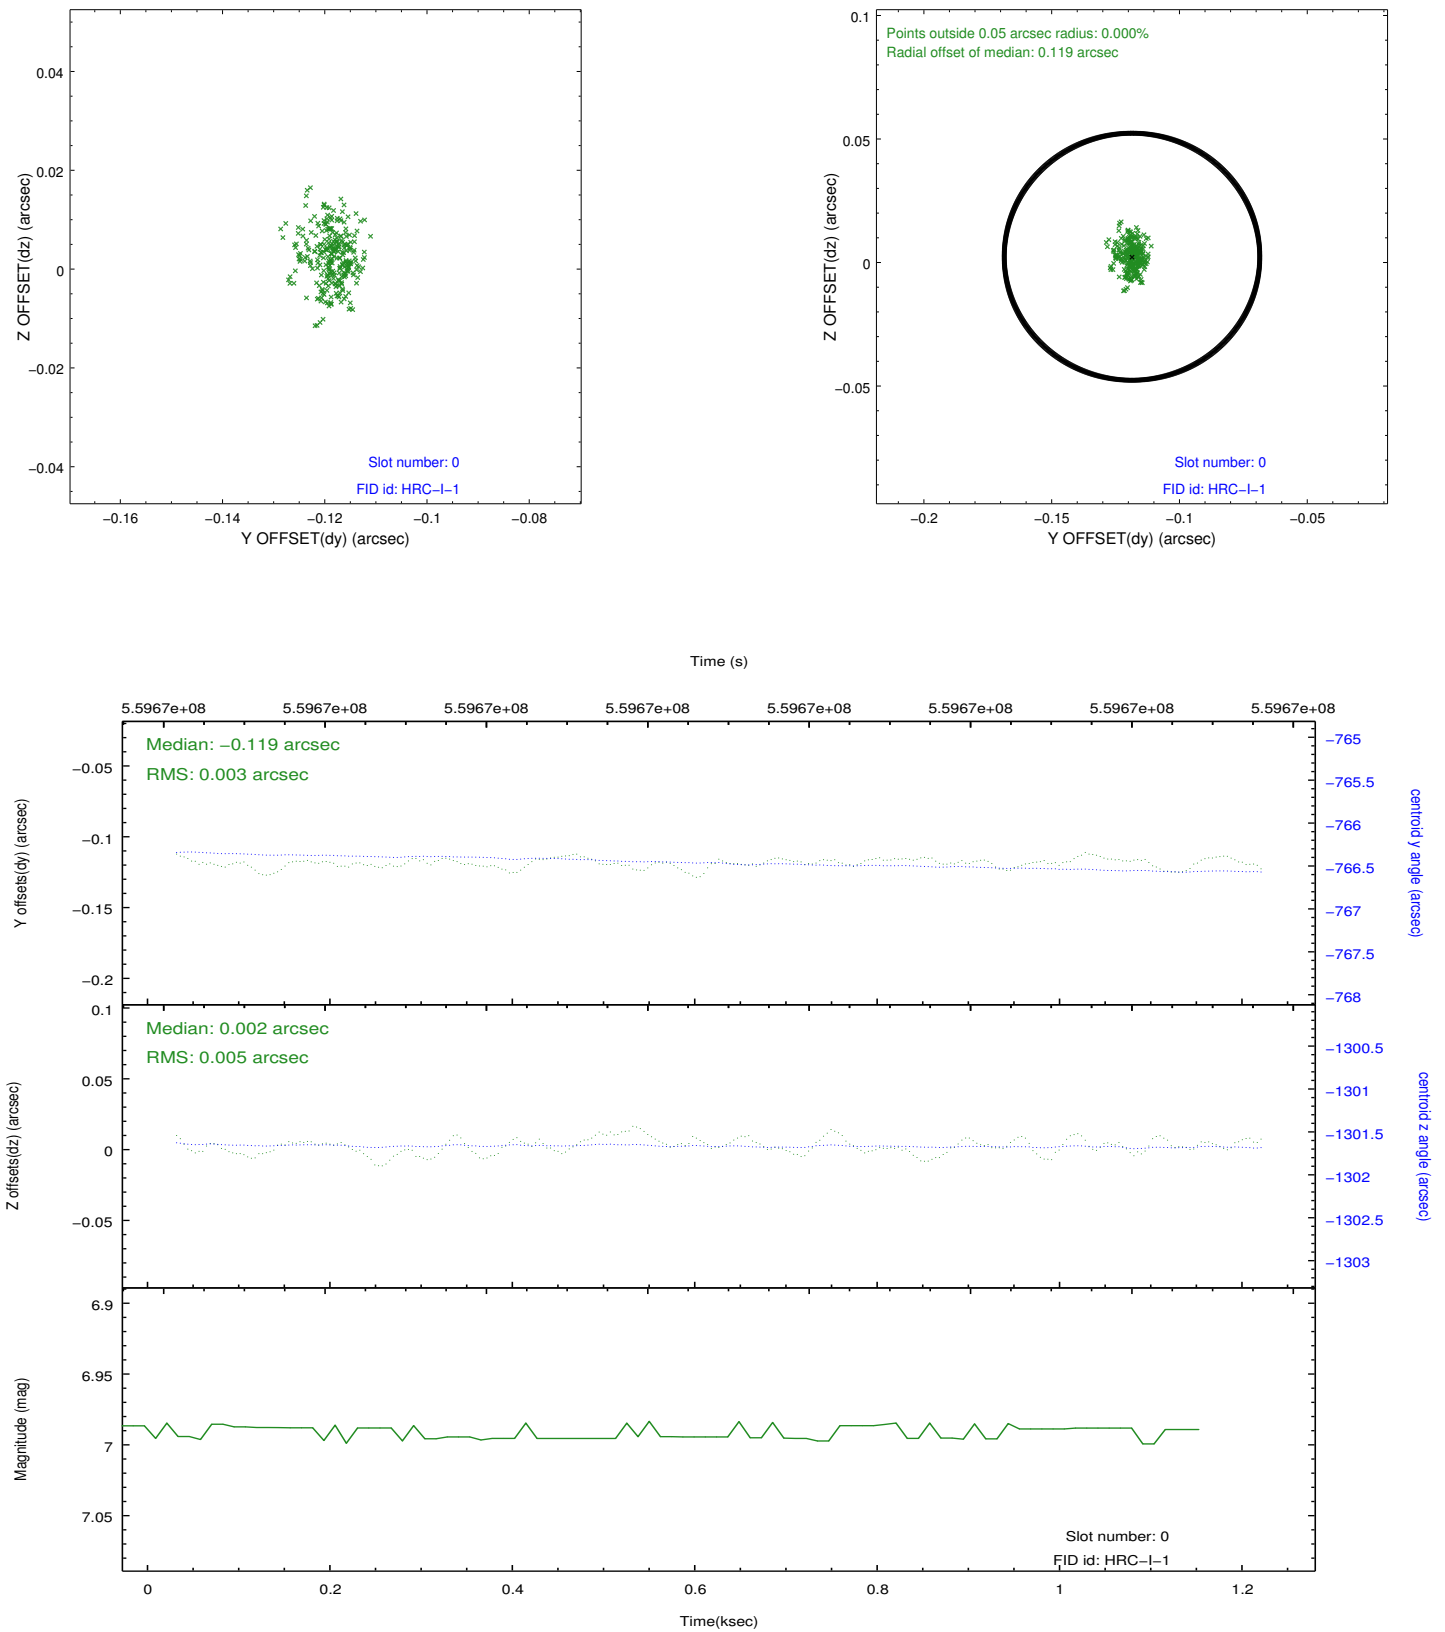 0.04
0.02
0
−0.02
−0.04
Z OFFSET(dz) (arcsec)
Slot number: 0
FID id: HRC−I−1
−0.16 −0.14 −0.12 −0.1 −0.08
Y OFFSET(dy) (arcsec)
0.1
0.05
0
−0.05
Z OFFSET(dz) (arcsec)
Points outside 0.05 arcsec radius: 0.000%
Radial offset of median: 0.119 arcsec
Slot number: 0
FID id: HRC−I−1
−0.2 −0.15 −0.1 −0.05
Y OFFSET(dy) (arcsec)
Time (s)
5.5967e+08 5.5967e+08 5.5967e+08 5.5967e+08 5.5967e+08 5.5967e+08 5.5967e+08 5.5967e+08
Median: −0.119 arcsec
RMS: 0.003 arcsec
−0.05
−0.1
−0.15
−0.2
Y offsets(dy) (arcsec)
−765
−765.5
−766
−766.5
−767
−767.5
−768
centroid y angle (arcsec)
Median: 0.002 arcsec
RMS: 0.005 arcsec
0.1
0.05
0
−0.05
Z offsets(dz) (arcsec)
−1300.5
−1301
−1301.5
−1302
−1302.5
−1303
centroid z angle (arcsec)
6.9
6.95
7
7.05
Magnitude (mag)
Slot number: 0
FID id: HRC−I−1
0 0.2 0.4 0.6 0.8 1 1.2
Time(ksec)